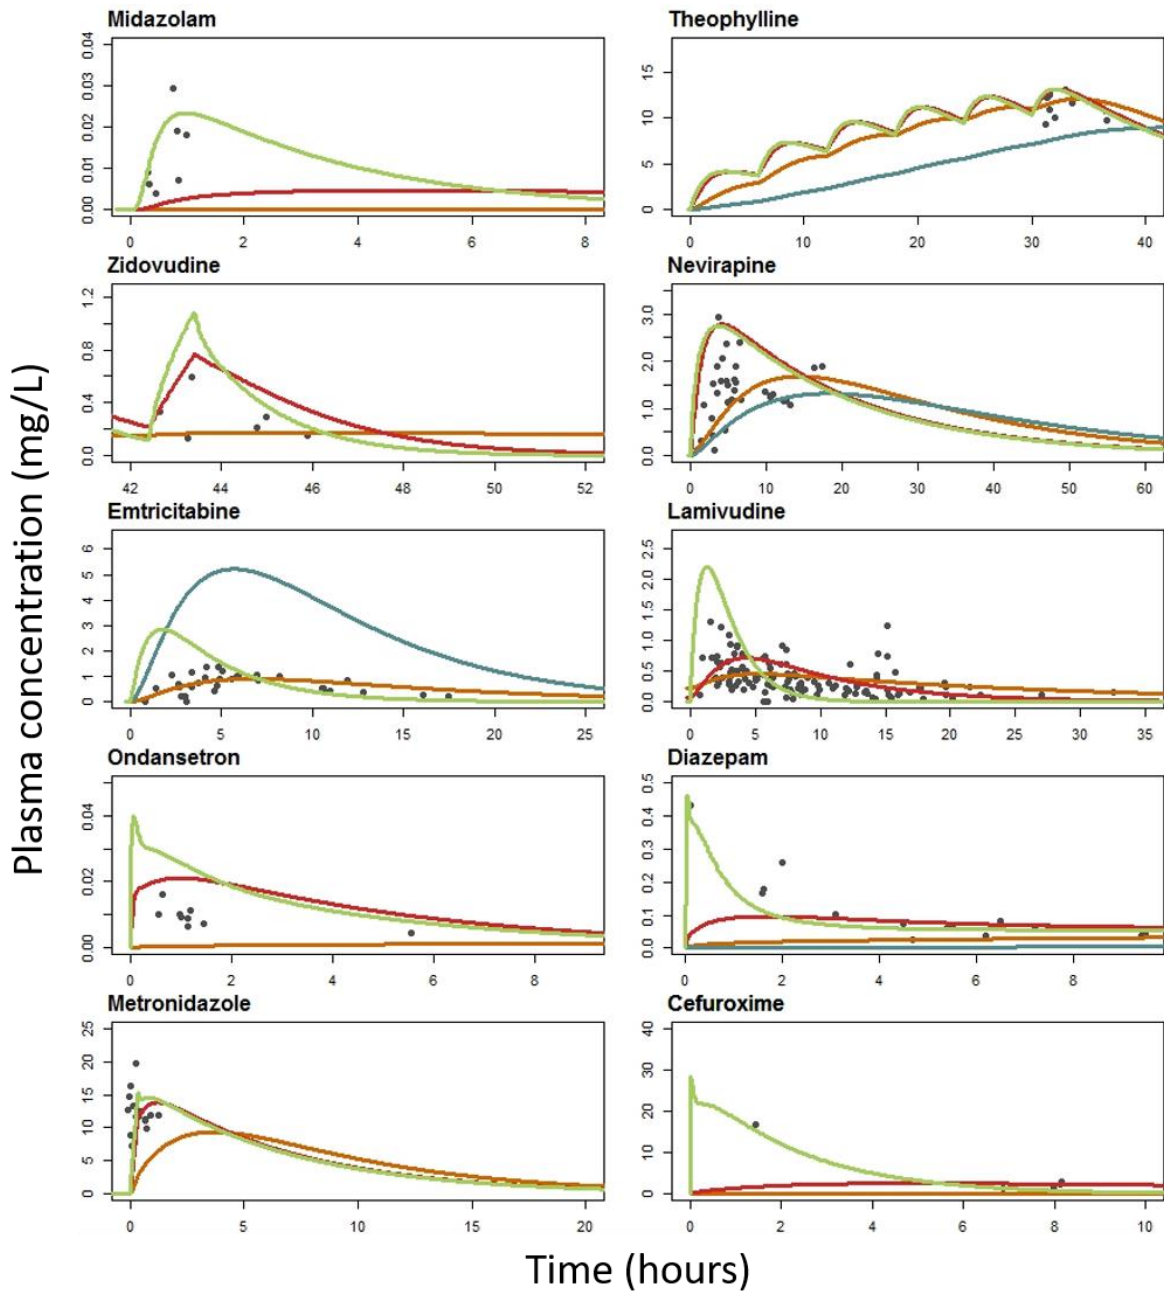 Plasma concentration (mg/L)
Midazolam
0.00 0.01 0.02 0.03 0.04
0 2 4 6 8
Theophylline
15
10
5
0
0 10 20 30 40
Zidovudine
0.0 0.4 0.8 1.2
42 44 46 48 50 52
Nevirapine
0.0 1.0 2.0 3.0
0 10 20 30 40 50 60
Emtricitabine
6
5
4
3
2
1
0
0 5 10 15 20 25
Lamivudine
0.0 0.5 1.0 1.5 2.0 2.5
0 5 10 15 20 25 30 35
Ondansetron
0.00 0.02 0.04
0 2 4 6 8
Diazepam
0.0 0.1 0.2 0.3 0.4 0.5
0 2 4 6 8
Metronidazole
25
20
15
10
5
0
0 5 10 15 20
Cefuroxime
40
30
20
10
0
0 2 4 6 8 10
Time (hours)